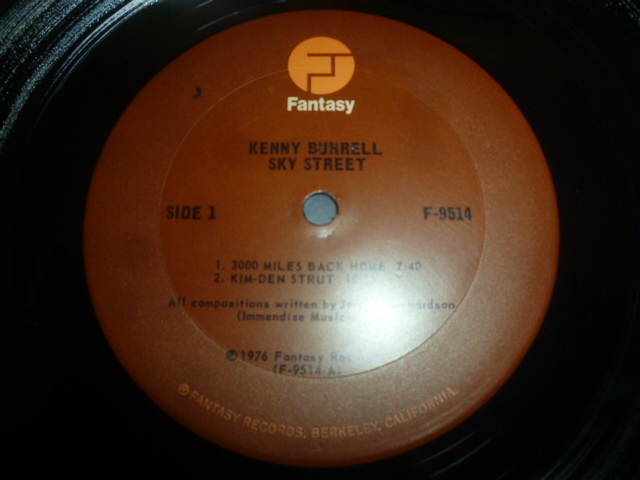 Fantasy
KENNY BURRELL
SKY STREET
SIDE 1
F-9514
1. 3000 MILES BACK HOME 7:40
2. KIM-DEN STRUT
All compositions written by
(Immendise Music
℗ 1976 Fantasy
(F-9514-A)
© FANTASY RECORDS, BERKELEY, CALIFORNIA.